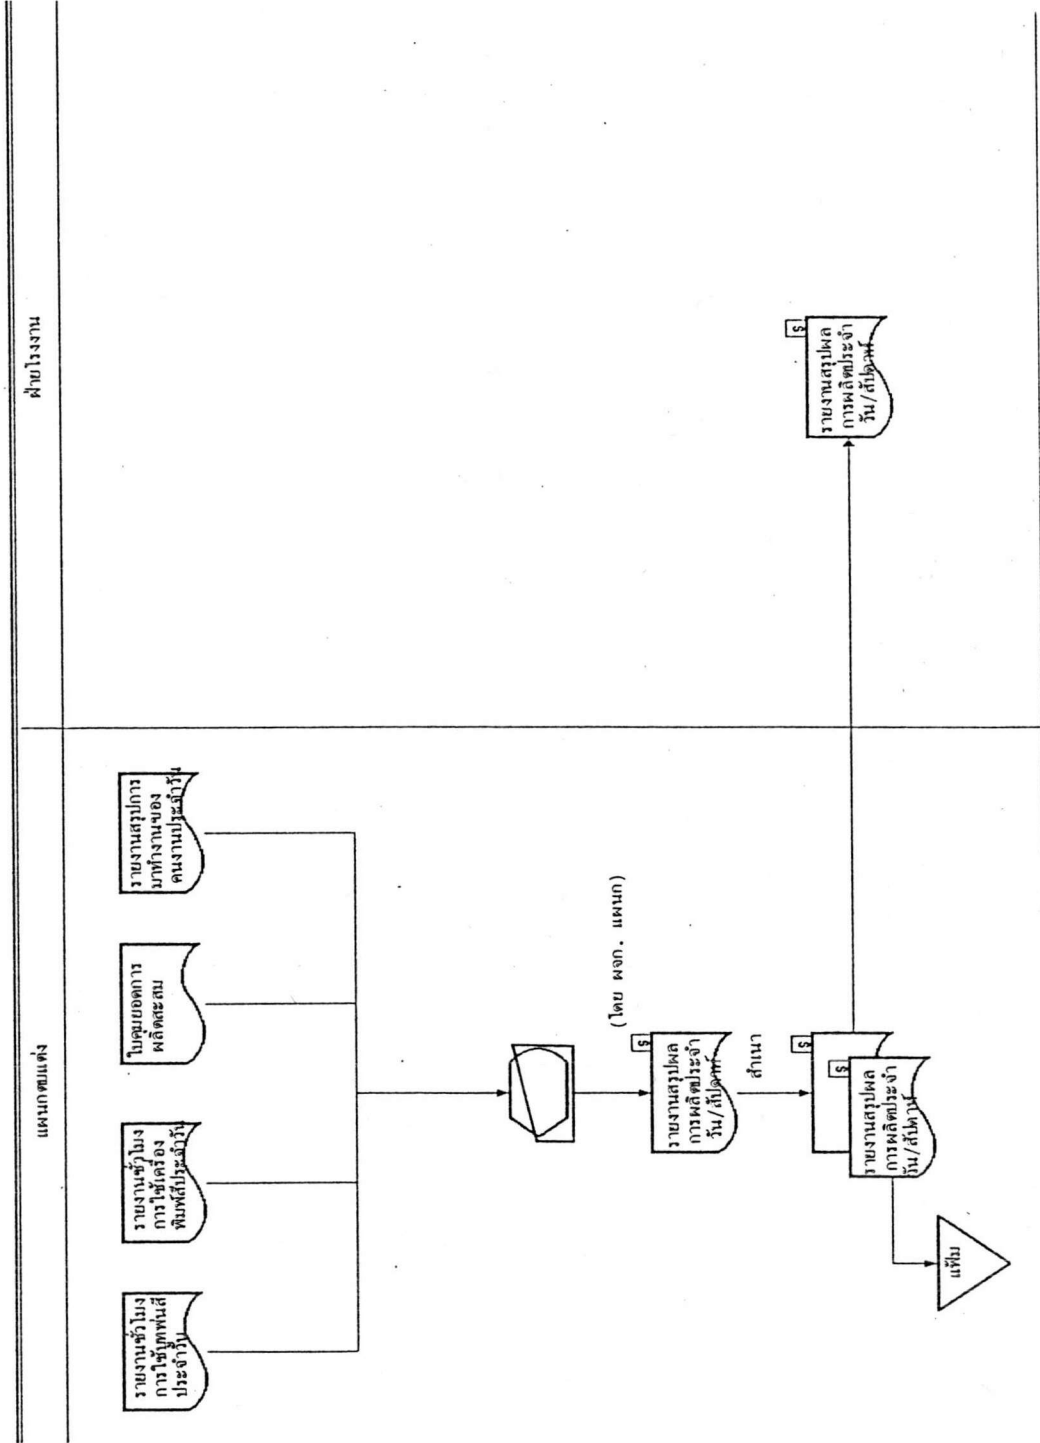 แผนกตบแต่ง
ฝ่ายโรงงาน
รายงานชั่วโมง
การใช้บูทพ่นสี
ประจำวัน
รายงานชั่วโมง
การใช้เครื่อง
พิมพ์สีประจำวัน
ใบคุมยอดการ
ผลิตสะสม
รายงานสรุปการ
มาทำงานของ
คนงานประจำวัน
(โดย ผจก. แผนก)
$
รายงานสรุปผล
การผลิตประจำ
วัน/สัปดาห์
สำเนา
$
$
รายงานสรุปผล
การผลิตประจำ
วัน/สัปดาห์
แฟ้ม
$
รายงานสรุปผล
การผลิตประจำ
วัน/สัปดาห์